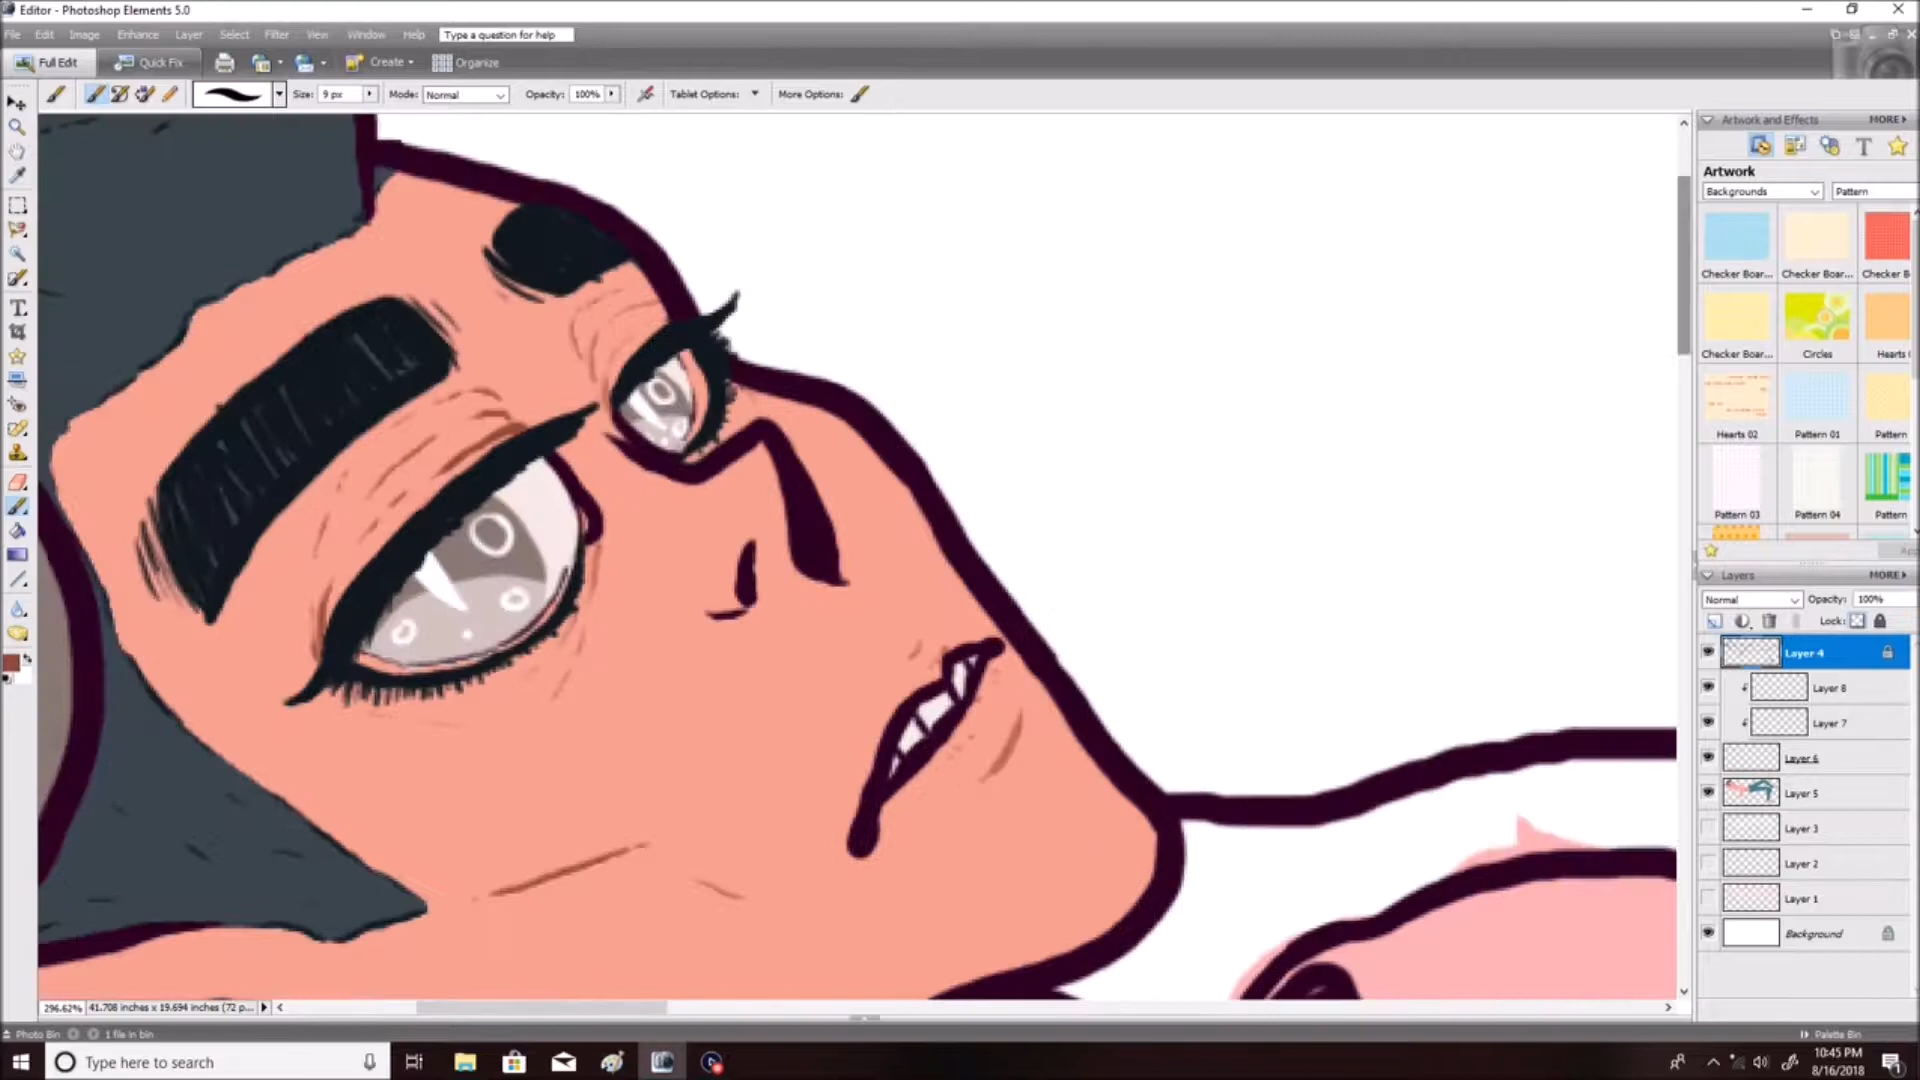 Editor - Photoshop Elements 5.0
File Edit Image Enhance Layer Select Filter View Window Help Type a question for help
Full Edit Quick Fix Create Organize
Size: 9 px Mode: Normal Opacity: 100% Tablet Options: More Options:
Artwork and Effects MORE
Artwork
Backgrounds Pattern
Checker Boar... Checker Boar... Checker B
Checker Boar... Circles Hearts
Hearts 02 Pattern 01 Pattern
Pattern 03 Pattern 04 Pattern
Layers MORE
Normal Opacity: 100%
Lock:
Layer 4
Layer 8
Layer 7
Layer 6
Layer 5
Layer 3
Layer 2
Layer 1
Background
296.62% 41.708 inches x 19.694 inches (72 p...
Photo Bin 1 file in bin Palette Bin
Type here to search
10:45 PM
8/16/2018